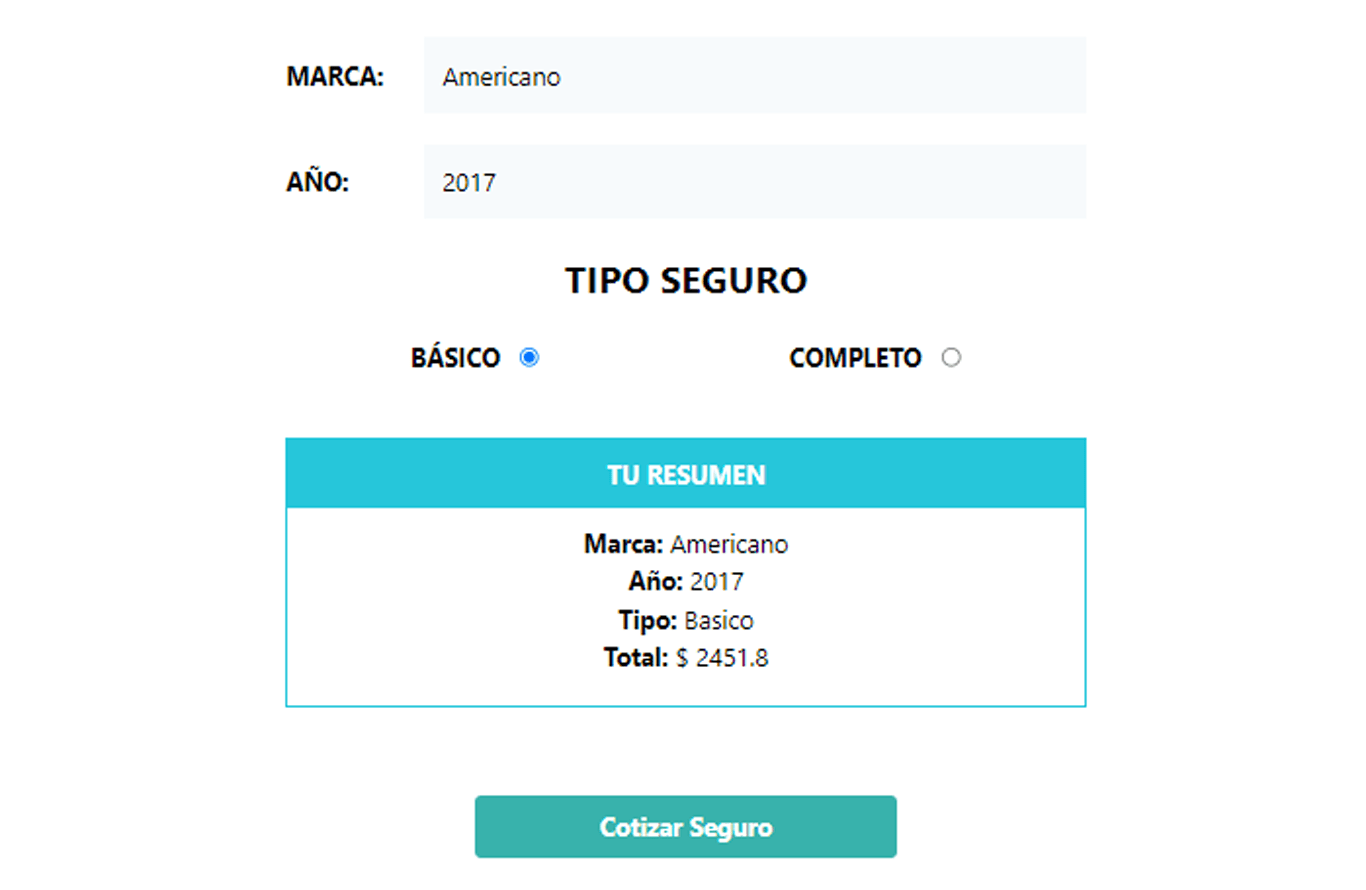 MARCA: Americano
AÑO: 2017
TIPO SEGURO
BÁSICO COMPLETO
TU RESUMEN
Marca: Americano
Año: 2017
Tipo: Basico
Total: $ 2451.8
Cotizar Seguro